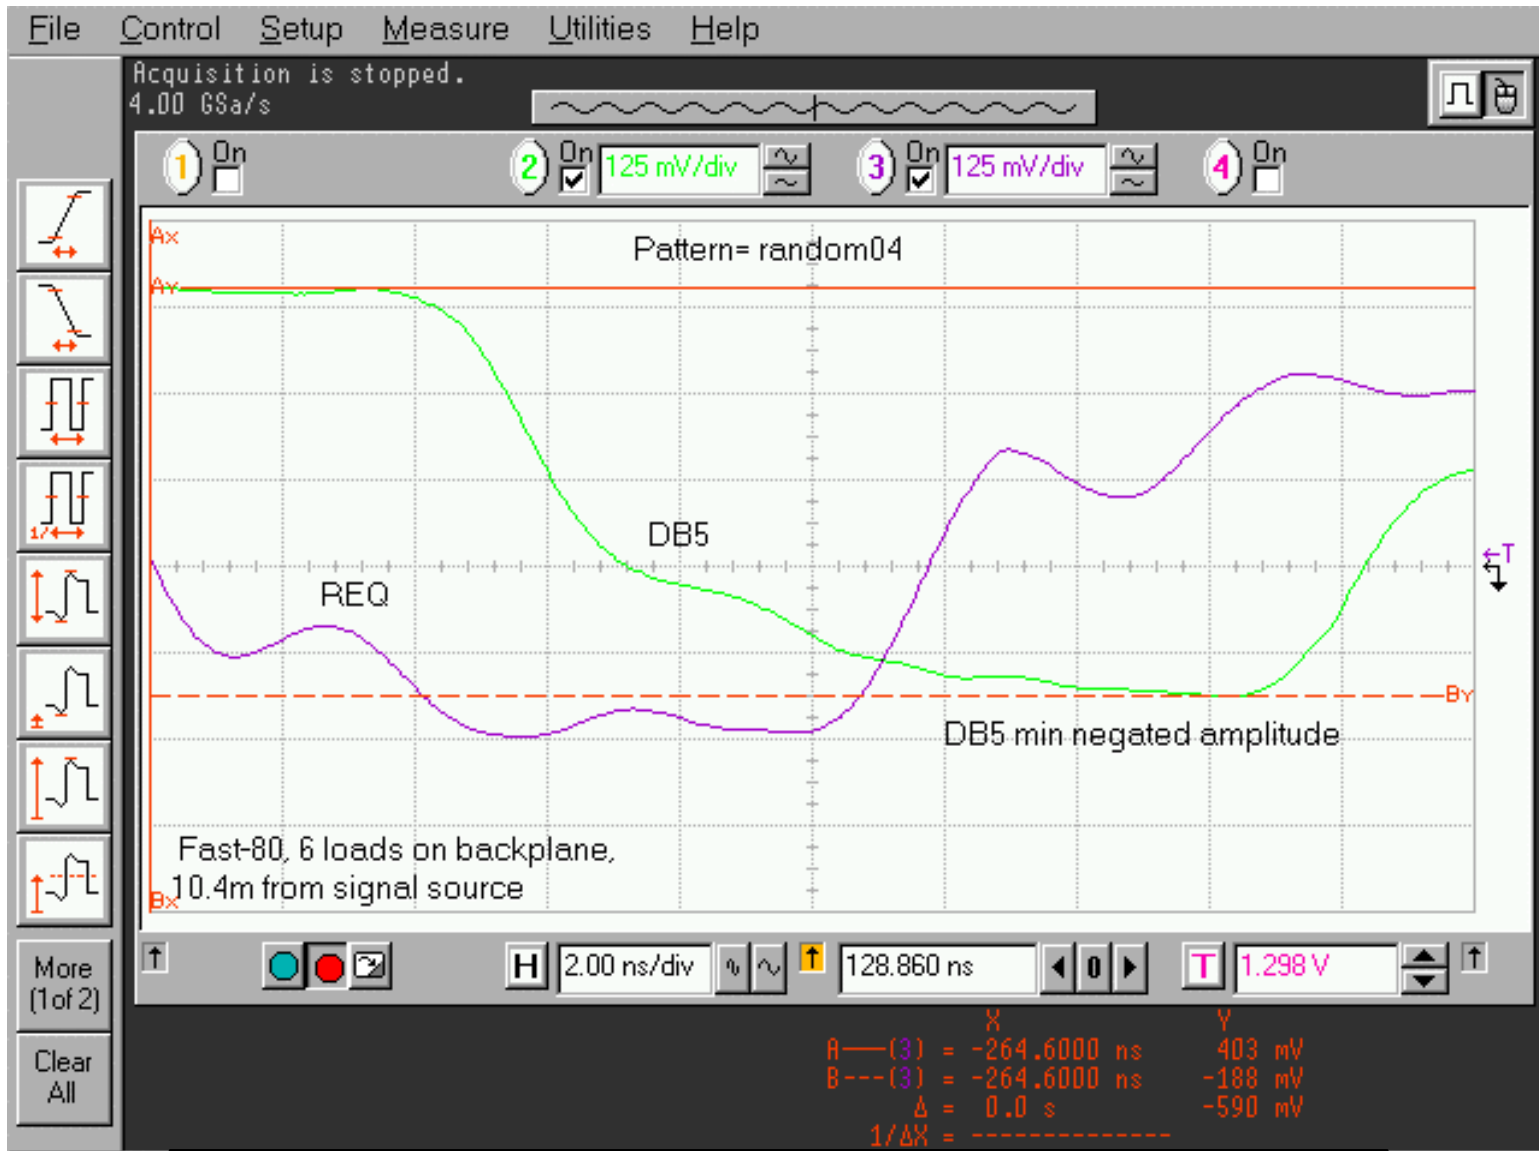 File Control Setup Measure Utilities Help
Acquisition is stopped.
4.00 GSa/s
1 On 2 On 125 mV/div 3 On 125 mV/div 4 On
Ax
Pattern= random04
Ay
DB5
REQ
←T
By
DB5 min negated amplitude
Fast-80, 6 loads on backplane,
10.4m from signal source
Bx
1/
More
(1of 2)
Clear
All
H 2.00 ns/div 128.860 ns 0 T 1.298 V
X Y
A——(3) = -264.6000 ns 403 mV
B---(3) = -264.6000 ns -188 mV
Δ = 0.0 s -590 mV
1/ΔX = ---------------